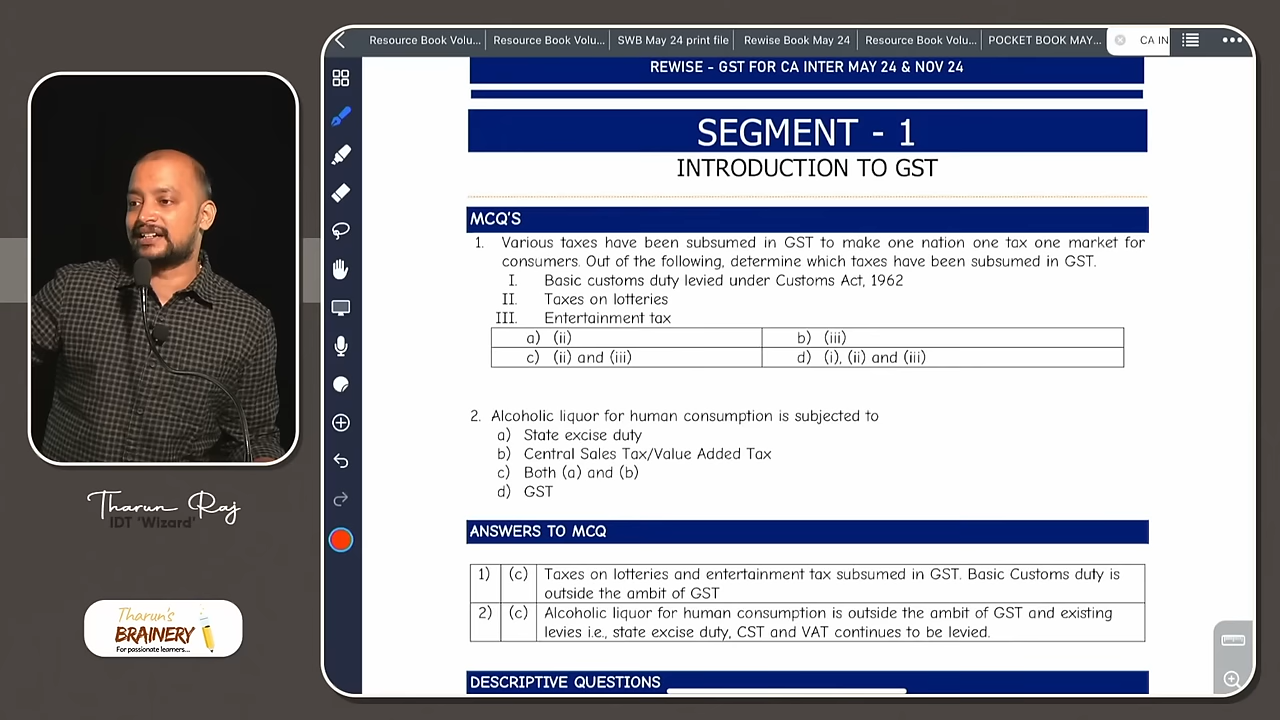 Resource Book Volu...
Resource Book Volu...
SWB May 24 print file
Rewise Book May 24
Resource Book Volu...
POCKET BOOK MAY...
CA IN
REWISE - GST FOR CA INTER MAY 24 & NOV 24
SEGMENT - 1
INTRODUCTION TO GST
MCQ'S
1. Various taxes have been subsumed in GST to make one nation one tax one market for
consumers. Out of the following, determine which taxes have been subsumed in GST.
I. Basic customs duty levied under Customs Act, 1962
II. Taxes on lotteries
III. Entertainment tax
a) (ii) b) (iii)
c) (ii) and (iii) d) (i), (ii) and (iii)
2. Alcoholic liquor for human consumption is subjected to
a) State excise duty
b) Central Sales Tax/Value Added Tax
c) Both (a) and (b)
d) GST
ANSWERS TO MCQ
1) (c) Taxes on lotteries and entertainment tax subsumed in GST. Basic Customs duty is
outside the ambit of GST
2) (c) Alcoholic liquor for human consumption is outside the ambit of GST and existing
levies i.e., state excise duty, CST and VAT continues to be levied.
DESCRIPTIVE QUESTIONS
Tharun Raj
IDT 'Wizard'
Tharun's
BRAINERY
For passionate learners...